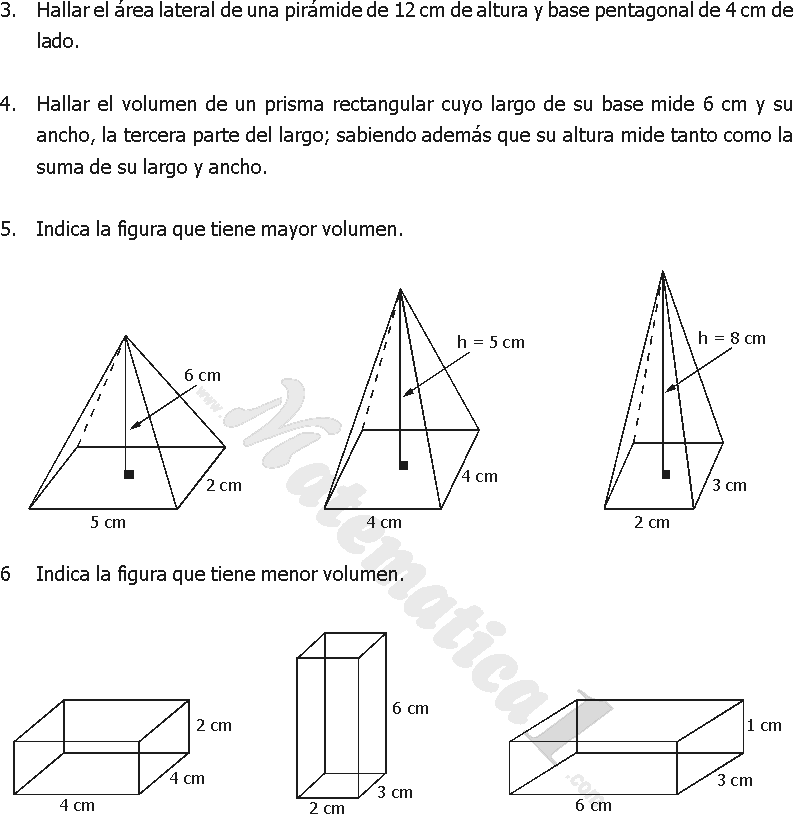 3. Hallar el área lateral de una pirámide de 12 cm de altura y base pentagonal de 4 cm de
lado.
4. Hallar el volumen de un prisma rectangular cuyo largo de su base mide 6 cm y su
ancho, la tercera parte del largo; sabiendo además que su altura mide tanto como la
suma de su largo y ancho.
5. Indica la figura que tiene mayor volumen.
6 cm
2 cm
5 cm
h = 5 cm
4 cm
4 cm
h = 8 cm
3 cm
2 cm
www.Matematica1.com
6 Indica la figura que tiene menor volumen.
2 cm
4 cm
4 cm
6 cm
3 cm
2 cm
1 cm
3 cm
6 cm